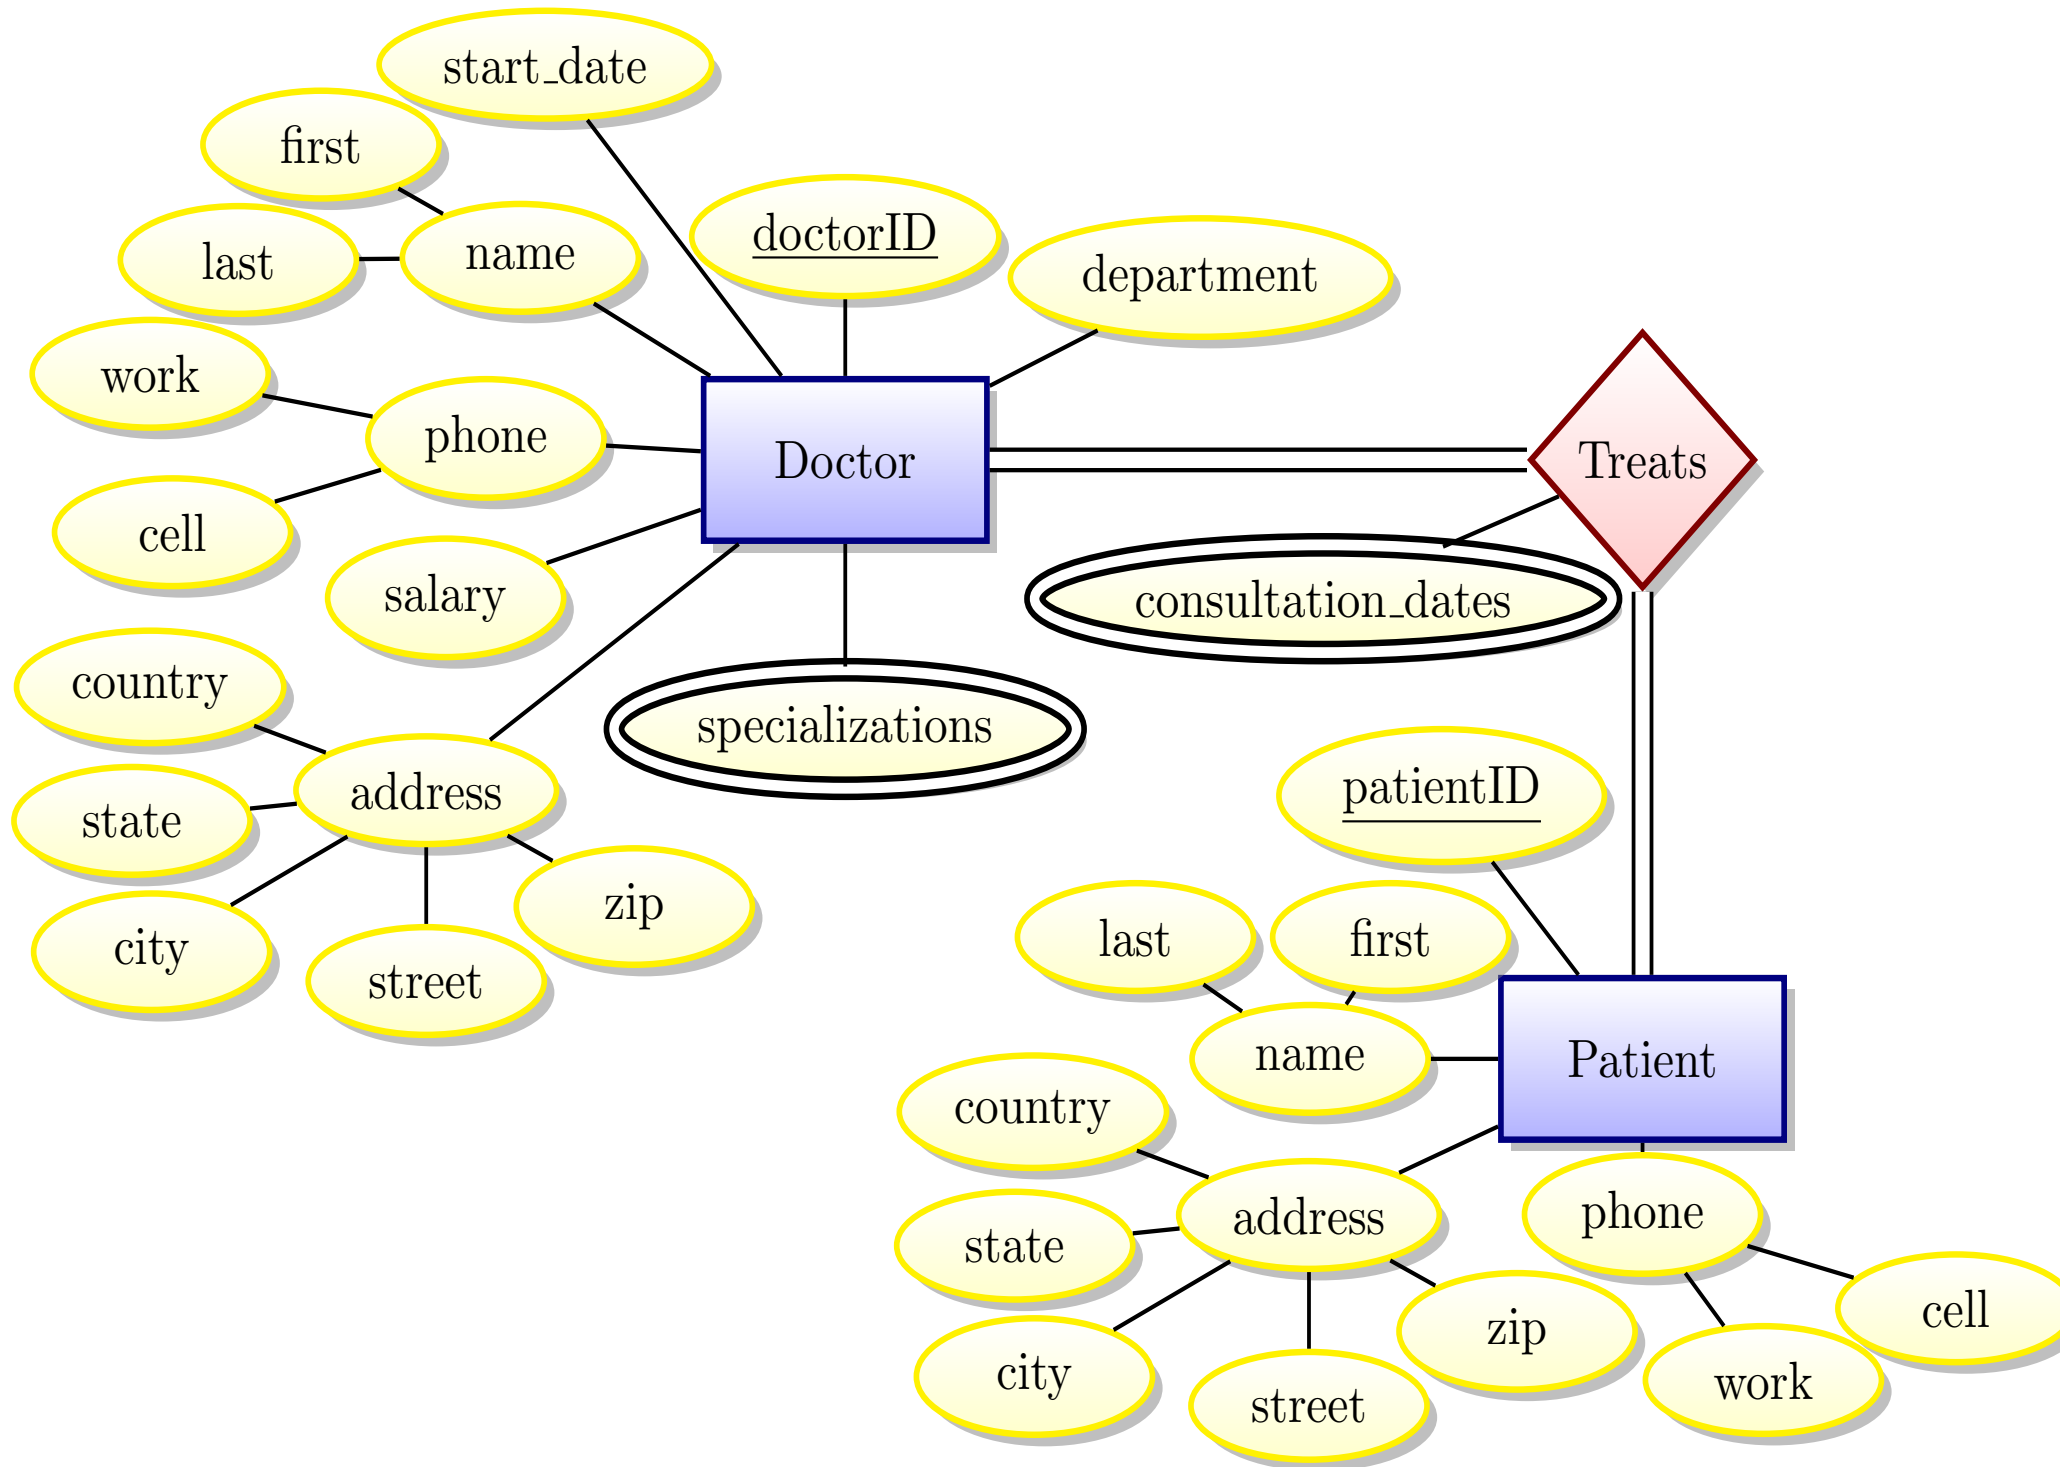 start_date
first
doctorID
name
last
department
work
phone
Doctor
Treats
cell
salary
consultation_dates
country
specializations
address
patientID
state
zip
last
first
city
street
name
Patient
country
address
phone
state
cell
zip
city
work
street